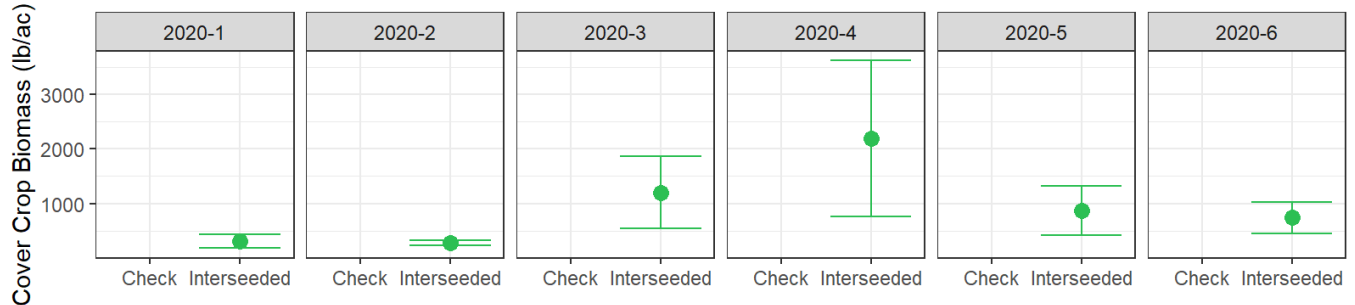 2020-1 2020-2 2020-3 2020-4 2020-5 2020-6
Cover Crop Biomass (lb/ac)
3000
2000
1000
Check Interseeded Check Interseeded Check Interseeded Check Interseeded Check Interseeded Check Interseeded